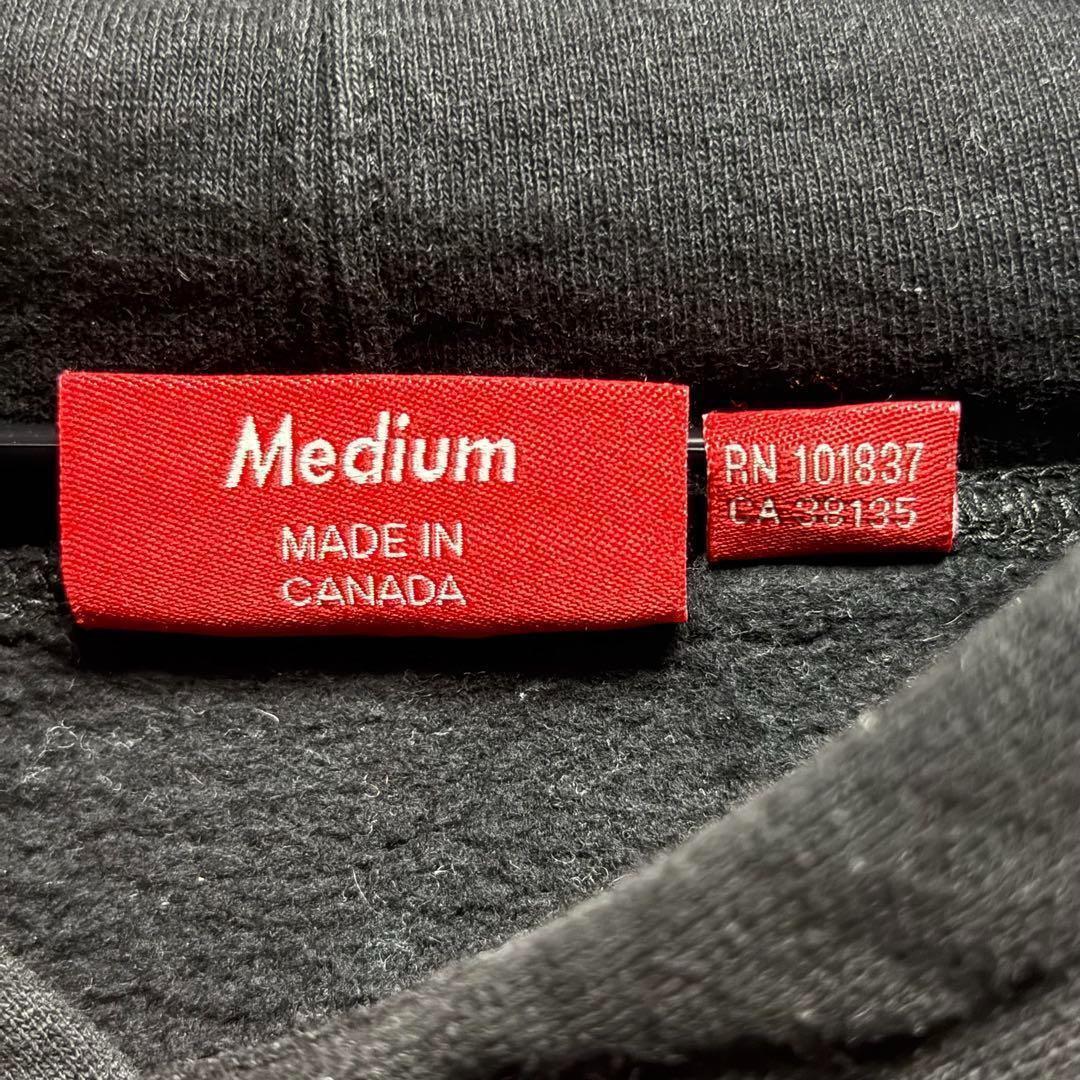 Medium
MADE IN
CANADA
RN 101837
CA 38135